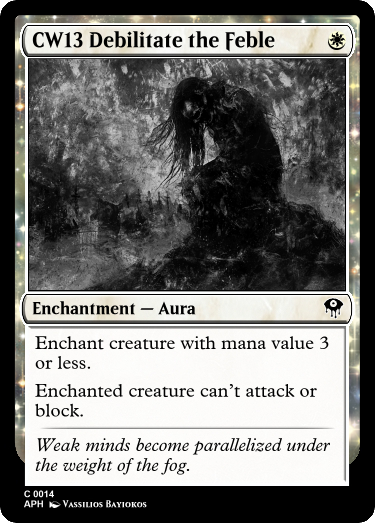 CW13 Debilitate the Feble
Enchantment — Aura
Enchant creature with mana value 3
or less.
Enchanted creature can't attack or
block.
Weak minds become parallelized under
the weight of the fog.
C 0014
APH Vassilios Bayiokos